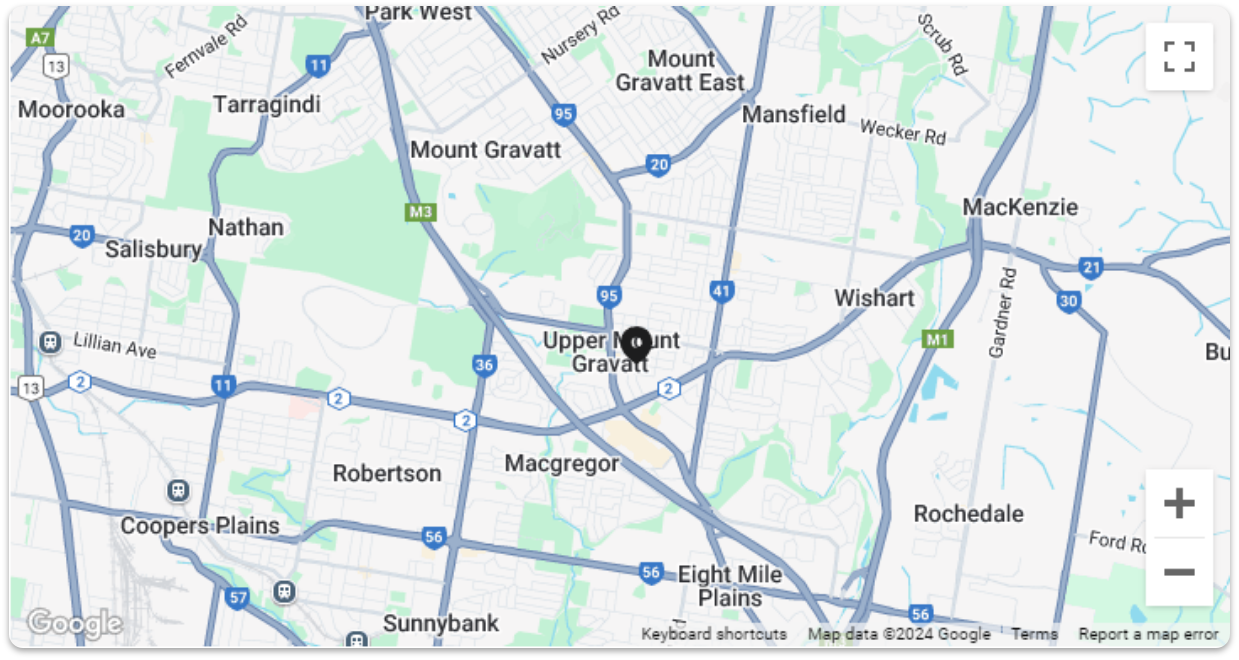 Park West
A7
Fernvale Rd
Nursery Rd
Scrub Rd
13
11
Mount
Gravatt East
Moorooka
Tarragindi
95
Mansfield
Wecker Rd
Mount Gravatt
20
M3
MacKenzie
Nathan
20
Salisbury
21
95
41
Wishart
30
Gardner Rd
Lillian Ave
Upper Mount
Gravatt
M1
Bu
36
13
2
11
2
2
2
Macgregor
Robertson
Rochedale
Coopers Plains
56
Ford Rd
56
Eight Mile
Plains
57
56
Google
Sunnybank
Keyboard shortcuts
Map data ©2024 Google
Terms
Report a map error